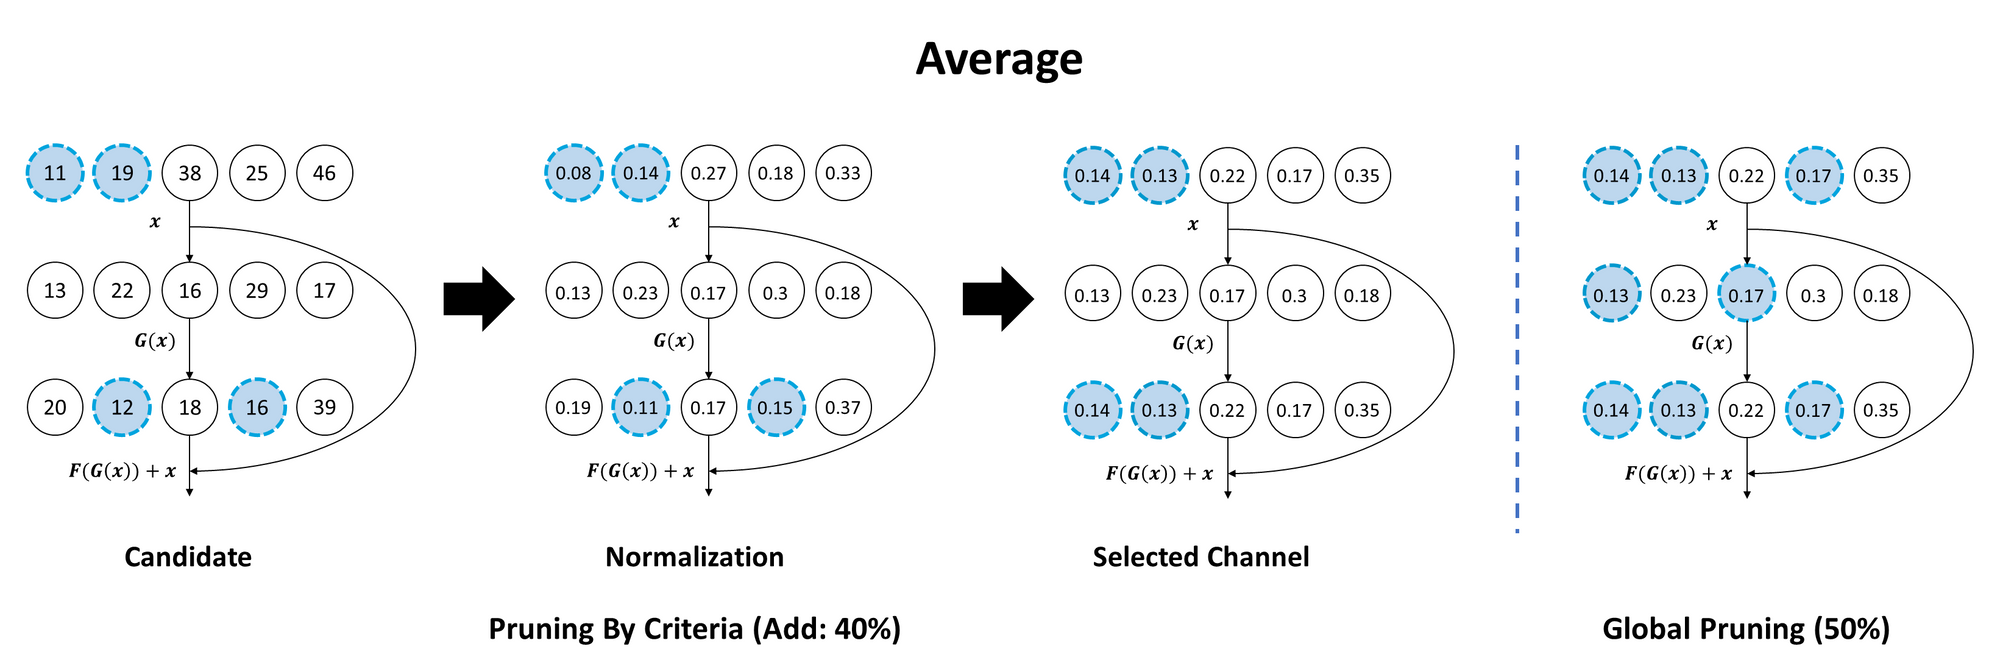 Average
11 19 38 25 46
x
13 22 16 29 17
G(x)
20 12 18 16 39
F(G(x)) + x
Candidate
0.08 0.14 0.27 0.18 0.33
x
0.13 0.23 0.17 0.3 0.18
G(x)
0.19 0.11 0.17 0.15 0.37
F(G(x)) + x
Normalization
0.14 0.13 0.22 0.17 0.35
x
0.13 0.23 0.17 0.3 0.18
G(x)
0.14 0.13 0.22 0.17 0.35
F(G(x)) + x
Selected Channel
Pruning By Criteria (Add: 40%)
0.14 0.13 0.22 0.17 0.35
x
0.13 0.23 0.17 0.3 0.18
G(x)
0.14 0.13 0.22 0.17 0.35
F(G(x)) + x
Global Pruning (50%)